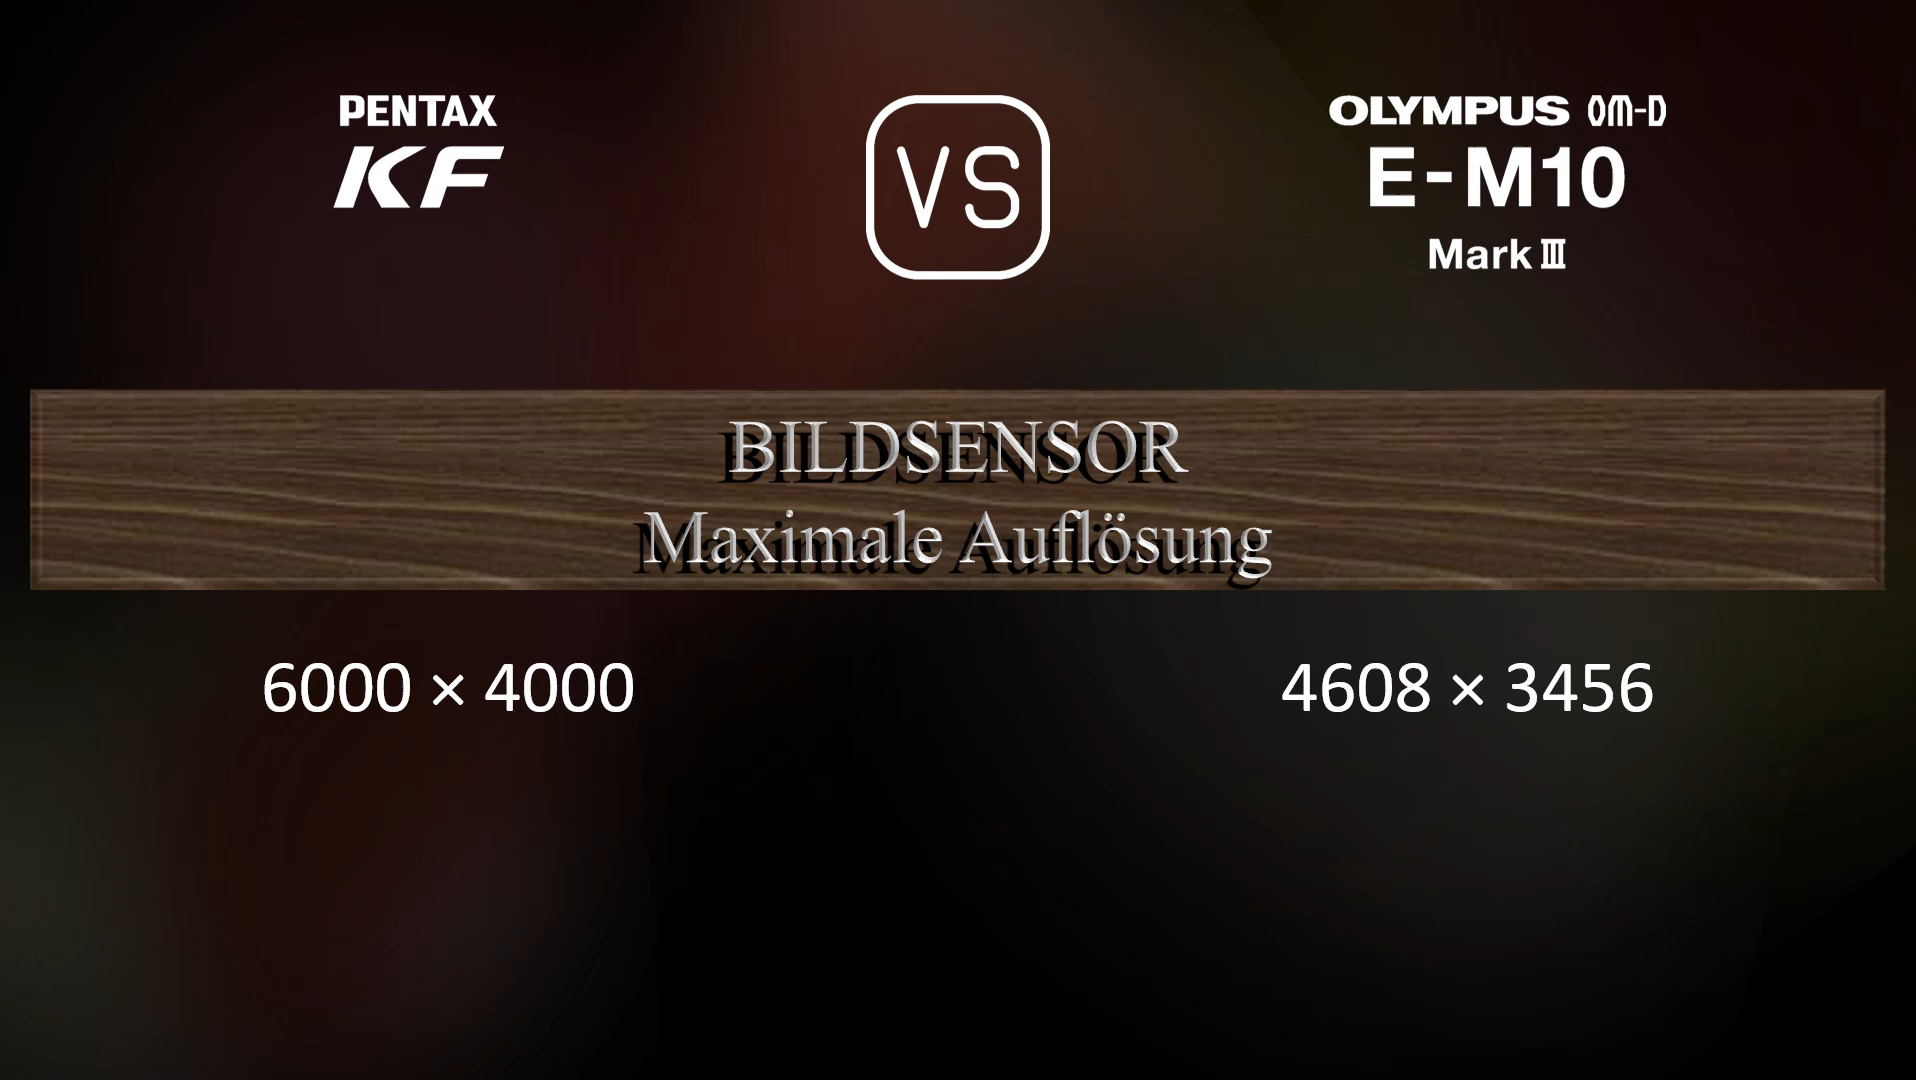 PENTAX
KF
VS
OLYMPUS OM-D
E-M10
Mark III
BILDSENSOR
Maximale Auflösung
6000 × 4000
4608 × 3456